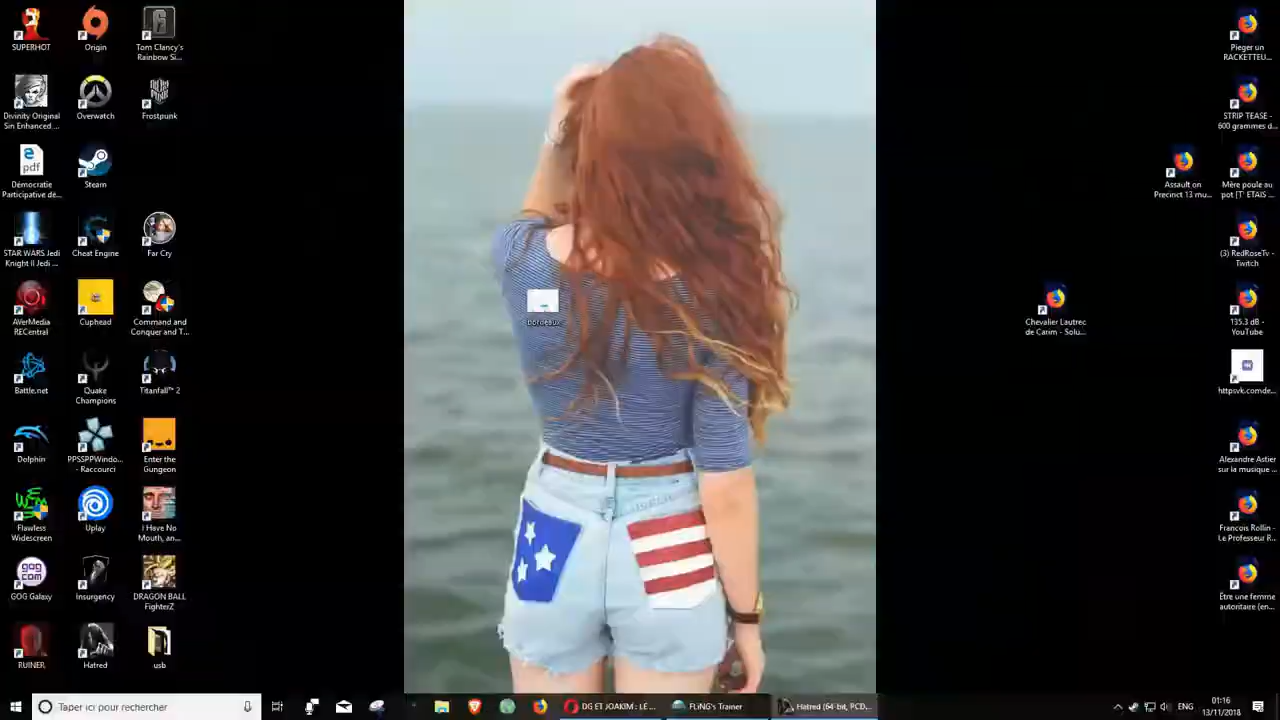 SUPERHOT
Origin
Tom Clancy's
Rainbow Si...
Divinity Original
Sin Enhanced ...
Overwatch
Frostpunk
pdf
Démocratie
Participative de...
Steam
STAR WARS Jedi
Knight II Jedi ...
Cheat Engine
Far Cry
AVerMedia
RECentral
Cuphead
Command and
Conquer and T...
Battle.net
Quake
Champions
Titanfall™ 2
Dolphin
PPSSPPWindo...
- Raccourci
Enter the
Gungeon
Flawless
Widescreen
Uplay
I Have No
Mouth, an...
GOG
COM
GOG Galaxy
Insurgency
DRAGON BALL
FighterZ
RUINER
Hatred
usb
bordeaux
Chevalier Lautrec
de Carim - Solu...
Assault on
Precinct 13 mu...
Pieger un
RACKETTEU...
STRIP TEASE -
600 grammes d...
Mère poule au
pot [T' ETAIS ...
(3) RedRoseTv -
Twitch
135.3 dB -
YouTube
httpsvk.comde...
Alexandre Astier
sur la musique ...
Francois Rollin -
Le Professeur R...
Être une femme
autoritaire (en...
Taper ici pour rechercher
DG ET JOAKIM : LE ...
FLiNG's Trainer
Hatred (64-bit, PCD...
ENG
01:16
13/11/2018